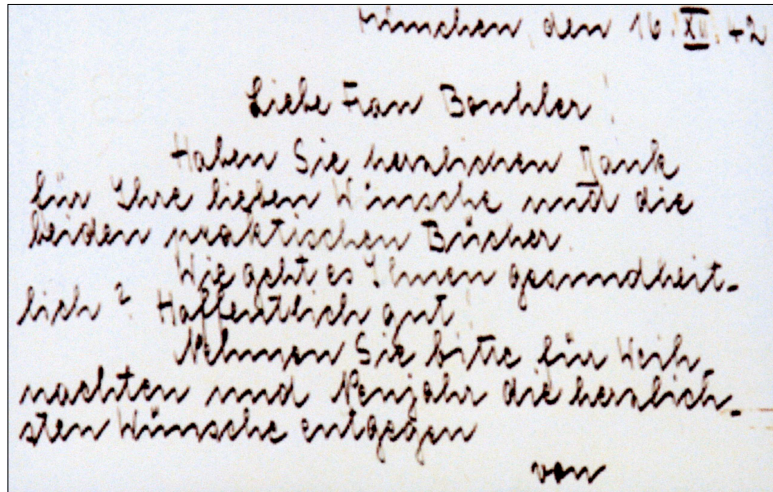 München, den 16. XII. 42
Liebe Frau Bouhler!
Haben Sie herzlichen Dank
für Ihre lieben Wünsche und die
beiden praktischen Bücher.
Wie geht es Ihnen gesundheit-
lich? Hoffentlich gut!
Nehmen Sie bitte für Weih-
nachten und Neujahr die herzlich-
sten Wünsche entgegen
von